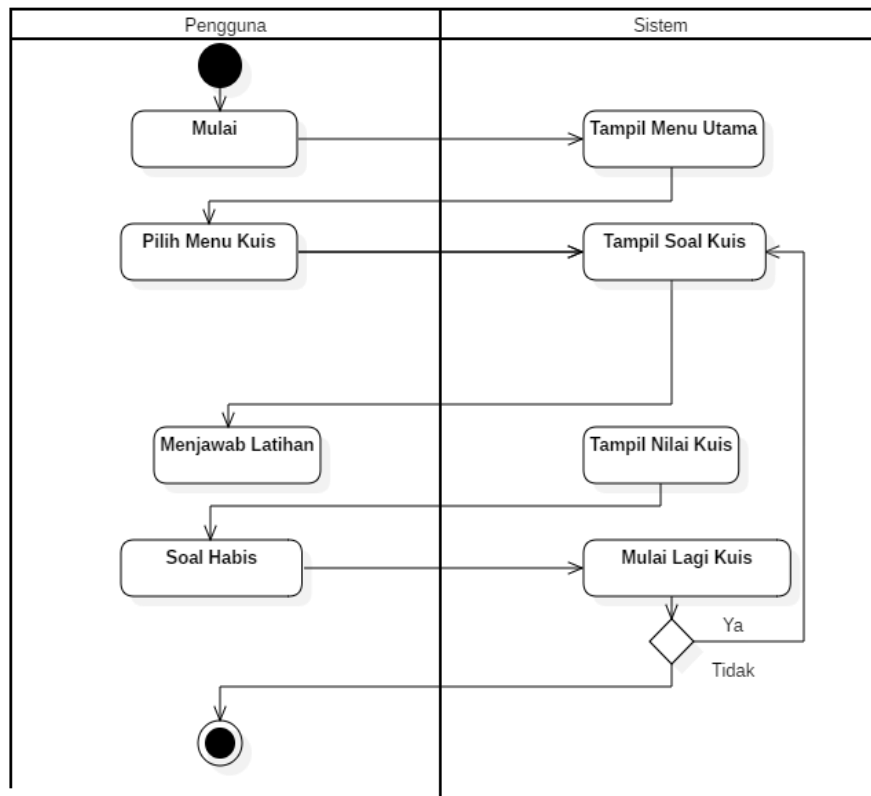 Pengguna
Sistem
Mulai
Tampil Menu Utama
Pilih Menu Kuis
Tampil Soal Kuis
Menjawab Latihan
Tampil Nilai Kuis
Soal Habis
Mulai Lagi Kuis
Ya
Tidak